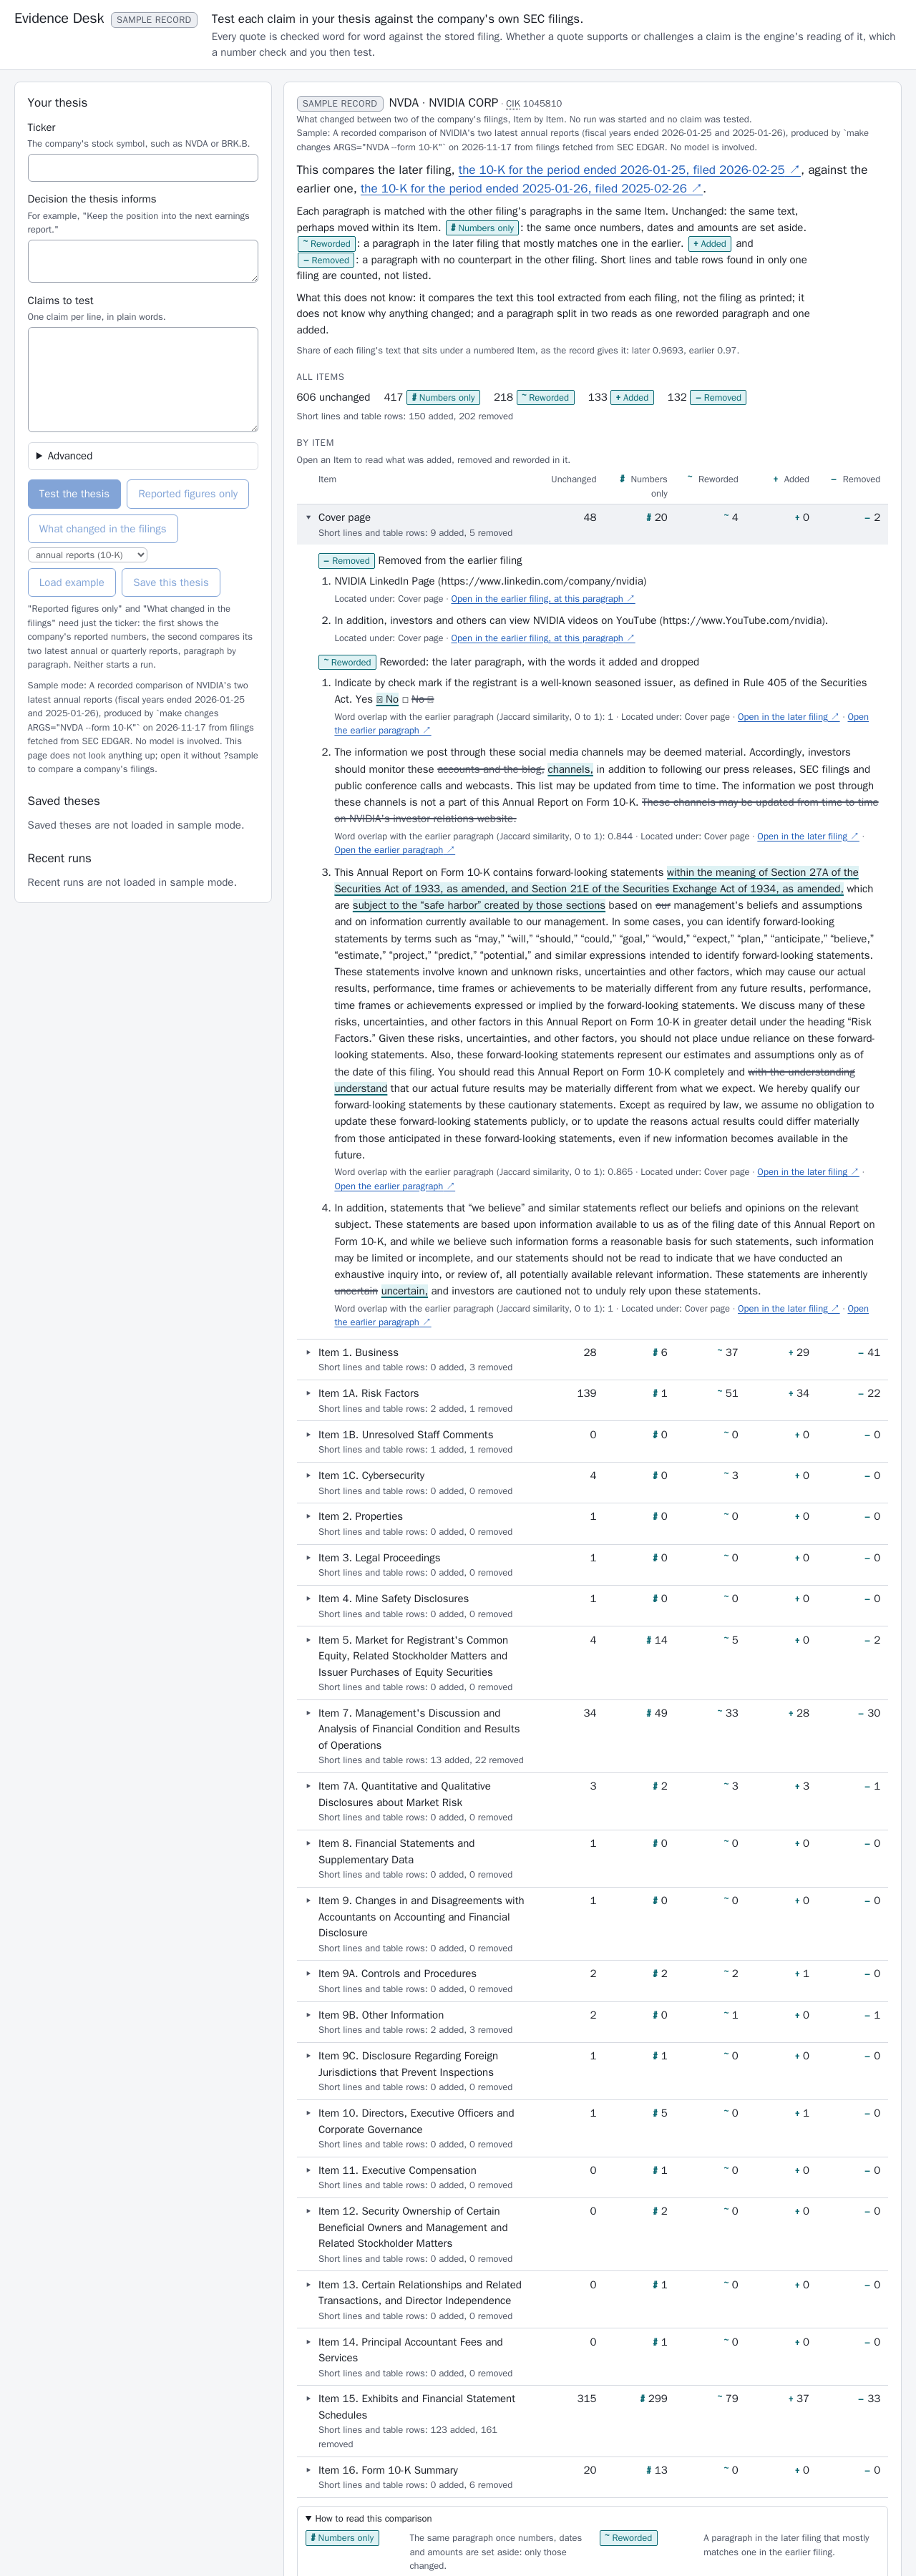 Evidence Desk SAMPLE RECORD
Test each claim in your thesis against the company's own SEC filings.
Every quote is checked word for word against the stored filing. Whether a quote supports or challenges a claim is the engine's reading of it, which
a number check and you then test.
Your thesis
Ticker
The company's stock symbol, such as NVDA or BRK.B.
Decision the thesis informs
For example, "Keep the position into the next earnings
report."
Claims to test
One claim per line, in plain words.
▶ Advanced
Test the thesis Reported figures only
What changed in the filings
annual reports (10-K)
Load example Save this thesis
"Reported figures only" and "What changed in the
filings" need just the ticker: the first shows the
company's reported numbers, the second compares its
two latest annual or quarterly reports, paragraph by
paragraph. Neither starts a run.
Sample mode: A recorded comparison of NVIDIA's two
latest annual reports (fiscal years ended 2026-01-25
and 2025-01-26), produced by `make changes
ARGS="NVDA --form 10-K"` on 2026-11-17 from filings
fetched from SEC EDGAR. No model is involved. This
page does not look anything up; open it without ?sample
to compare a company's filings.
Saved theses
Saved theses are not loaded in sample mode.
Recent runs
Recent runs are not loaded in sample mode.
SAMPLE RECORD NVDA · NVIDIA CORP · CIK 1045810
What changed between two of the company's filings, Item by Item. No run was started and no claim was tested.
Sample: A recorded comparison of NVIDIA's two latest annual reports (fiscal years ended 2026-01-25 and 2025-01-26), produced by `make
changes ARGS="NVDA --form 10-K"` on 2026-11-17 from filings fetched from SEC EDGAR. No model is involved.
This compares the later filing, the 10-K for the period ended 2026-01-25, filed 2026-02-25 ↗, against the
earlier one, the 10-K for the period ended 2025-01-26, filed 2025-02-26 ↗.
Each paragraph is matched with the other filing's paragraphs in the same Item. Unchanged: the same text,
perhaps moved within its Item. # Numbers only: the same once numbers, dates and amounts are set aside.
~ Reworded: a paragraph in the later filing that mostly matches one in the earlier. + Added and
− Removed: a paragraph with no counterpart in the other filing. Short lines and table rows found in only one
filing are counted, not listed.
What this does not know: it compares the text this tool extracted from each filing, not the filing as printed; it
does not know why anything changed; and a paragraph split in two reads as one reworded paragraph and one
added.
Share of each filing's text that sits under a numbered Item, as the record gives it: later 0.9693, earlier 0.97.
ALL ITEMS
606 unchanged 417 # Numbers only 218 ~ Reworded 133 + Added 132 − Removed
Short lines and table rows: 150 added, 202 removed
BY ITEM
Open an Item to read what was added, removed and reworded in it.
Item Unchanged # Numbers only ~ Reworded + Added − Removed
▼ Cover page 48 # 20 ~ 4 + 0 − 2
Short lines and table rows: 9 added, 5 removed
− Removed Removed from the earlier filing
1. NVIDIA LinkedIn Page (https://www.linkedin.com/company/nvidia)
Located under: Cover page · Open in the earlier filing, at this paragraph ↗
2. In addition, investors and others can view NVIDIA videos on YouTube (https://www.YouTube.com/nvidia).
Located under: Cover page · Open in the earlier filing, at this paragraph ↗
~ Reworded Reworded: the later paragraph, with the words it added and dropped
1. Indicate by check mark if the registrant is a well-known seasoned issuer, as defined in Rule 405 of the Securities
Act. Yes ☒ No ☐ No ☒
Word overlap with the earlier paragraph (Jaccard similarity, 0 to 1): 1 · Located under: Cover page · Open in the later filing ↗ · Open
the earlier paragraph ↗
2. The information we post through these social media channels may be deemed material. Accordingly, investors
should monitor these accounts and the blog, channels, in addition to following our press releases, SEC filings and
public conference calls and webcasts. This list may be updated from time to time. The information we post through
these channels is not a part of this Annual Report on Form 10-K. These channels may be updated from time to time
on NVIDIA's investor relations website.
Word overlap with the earlier paragraph (Jaccard similarity, 0 to 1): 0.844 · Located under: Cover page · Open in the later filing ↗ ·
Open the earlier paragraph ↗
3. This Annual Report on Form 10-K contains forward-looking statements within the meaning of Section 27A of the
Securities Act of 1933, as amended, and Section 21E of the Securities Exchange Act of 1934, as amended, which
are subject to the “safe harbor” created by those sections based on our management's beliefs and assumptions
and on information currently available to our management. In some cases, you can identify forward-looking
statements by terms such as “may,” “will,” “should,” “could,” “goal,” “would,” “expect,” “plan,” “anticipate,” “believe,”
“estimate,” “project,” “predict,” “potential,” and similar expressions intended to identify forward-looking statements.
These statements involve known and unknown risks, uncertainties and other factors, which may cause our actual
results, performance, time frames or achievements to be materially different from any future results, performance,
time frames or achievements expressed or implied by the forward-looking statements. We discuss many of these
risks, uncertainties, and other factors in this Annual Report on Form 10-K in greater detail under the heading “Risk
Factors.” Given these risks, uncertainties, and other factors, you should not place undue reliance on these forward-
looking statements. Also, these forward-looking statements represent our estimates and assumptions only as of
the date of this filing. You should read this Annual Report on Form 10-K completely and with the understanding
understand that our actual future results may be materially different from what we expect. We hereby qualify our
forward-looking statements by these cautionary statements. Except as required by law, we assume no obligation to
update these forward-looking statements publicly, or to update the reasons actual results could differ materially
from those anticipated in these forward-looking statements, even if new information becomes available in the
future.
Word overlap with the earlier paragraph (Jaccard similarity, 0 to 1): 0.865 · Located under: Cover page · Open in the later filing ↗ ·
Open the earlier paragraph ↗
4. In addition, statements that “we believe” and similar statements reflect our beliefs and opinions on the relevant
subject. These statements are based upon information available to us as of the filing date of this Annual Report on
Form 10-K, and while we believe such information forms a reasonable basis for such statements, such information
may be limited or incomplete, and our statements should not be read to indicate that we have conducted an
exhaustive inquiry into, or review of, all potentially available relevant information. These statements are inherently
uncertain uncertain, and investors are cautioned not to unduly rely upon these statements.
Word overlap with the earlier paragraph (Jaccard similarity, 0 to 1): 1 · Located under: Cover page · Open in the later filing ↗ · Open
the earlier paragraph ↗
▶ Item 1. Business 28 # 6 ~ 37 + 29 − 41
Short lines and table rows: 0 added, 3 removed
▶ Item 1A. Risk Factors 139 # 1 ~ 51 + 34 − 22
Short lines and table rows: 2 added, 1 removed
▶ Item 1B. Unresolved Staff Comments 0 # 0 ~ 0 + 0 − 0
Short lines and table rows: 1 added, 1 removed
▶ Item 1C. Cybersecurity 4 # 0 ~ 3 + 0 − 0
Short lines and table rows: 0 added, 0 removed
▶ Item 2. Properties 1 # 0 ~ 0 + 0 − 0
Short lines and table rows: 0 added, 0 removed
▶ Item 3. Legal Proceedings 1 # 0 ~ 0 + 0 − 0
Short lines and table rows: 0 added, 0 removed
▶ Item 4. Mine Safety Disclosures 1 # 0 ~ 0 + 0 − 0
Short lines and table rows: 0 added, 0 removed
▶ Item 5. Market for Registrant's Common 4 # 14 ~ 5 + 0 − 2
Equity, Related Stockholder Matters and
Issuer Purchases of Equity Securities
Short lines and table rows: 0 added, 0 removed
▶ Item 7. Management's Discussion and 34 # 49 ~ 33 + 28 − 30
Analysis of Financial Condition and Results
of Operations
Short lines and table rows: 13 added, 22 removed
▶ Item 7A. Quantitative and Qualitative 3 # 2 ~ 3 + 3 − 1
Disclosures about Market Risk
Short lines and table rows: 0 added, 0 removed
▶ Item 8. Financial Statements and 1 # 0 ~ 0 + 0 − 0
Supplementary Data
Short lines and table rows: 0 added, 0 removed
▶ Item 9. Changes in and Disagreements with 1 # 0 ~ 0 + 0 − 0
Accountants on Accounting and Financial
Disclosure
Short lines and table rows: 0 added, 0 removed
▶ Item 9A. Controls and Procedures 2 # 2 ~ 2 + 1 − 0
Short lines and table rows: 0 added, 0 removed
▶ Item 9B. Other Information 2 # 0 ~ 1 + 0 − 1
Short lines and table rows: 2 added, 3 removed
▶ Item 9C. Disclosure Regarding Foreign 1 # 1 ~ 0 + 0 − 0
Jurisdictions that Prevent Inspections
Short lines and table rows: 0 added, 0 removed
▶ Item 10. Directors, Executive Officers and 1 # 5 ~ 0 + 1 − 0
Corporate Governance
Short lines and table rows: 0 added, 0 removed
▶ Item 11. Executive Compensation 0 # 1 ~ 0 + 0 − 0
Short lines and table rows: 0 added, 0 removed
▶ Item 12. Security Ownership of Certain 0 # 2 ~ 0 + 0 − 0
Beneficial Owners and Management and
Related Stockholder Matters
Short lines and table rows: 0 added, 0 removed
▶ Item 13. Certain Relationships and Related 0 # 1 ~ 0 + 0 − 0
Transactions, and Director Independence
Short lines and table rows: 0 added, 0 removed
▶ Item 14. Principal Accountant Fees and 0 # 1 ~ 0 + 0 − 0
Services
Short lines and table rows: 0 added, 0 removed
▶ Item 15. Exhibits and Financial Statement 315 # 299 ~ 79 + 37 − 33
Schedules
Short lines and table rows: 123 added, 161
removed
▶ Item 16. Form 10-K Summary 20 # 13 ~ 0 + 0 − 0
Short lines and table rows: 0 added, 6 removed
▼ How to read this comparison
# Numbers only The same paragraph once numbers, dates
and amounts are set aside: only those
changed.
~ Reworded A paragraph in the later filing that mostly
matches one in the earlier filing.